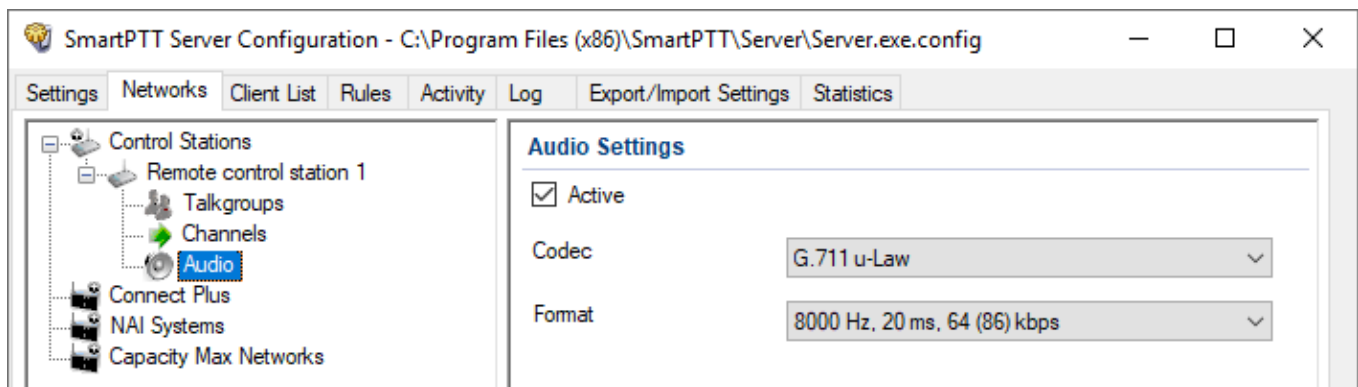 SmartPTT Server Configuration - C:\Program Files (x86)\SmartPTT\Server\Server.exe.config
Settings Networks Client List Rules Activity Log Export/Import Settings Statistics
Control Stations
Remote control station 1
Talkgroups
Channels
Audio
Connect Plus
NAI Systems
Capacity Max Networks
Audio Settings
Active
Codec G.711 u-Law
Format 8000 Hz, 20 ms, 64 (86) kbps